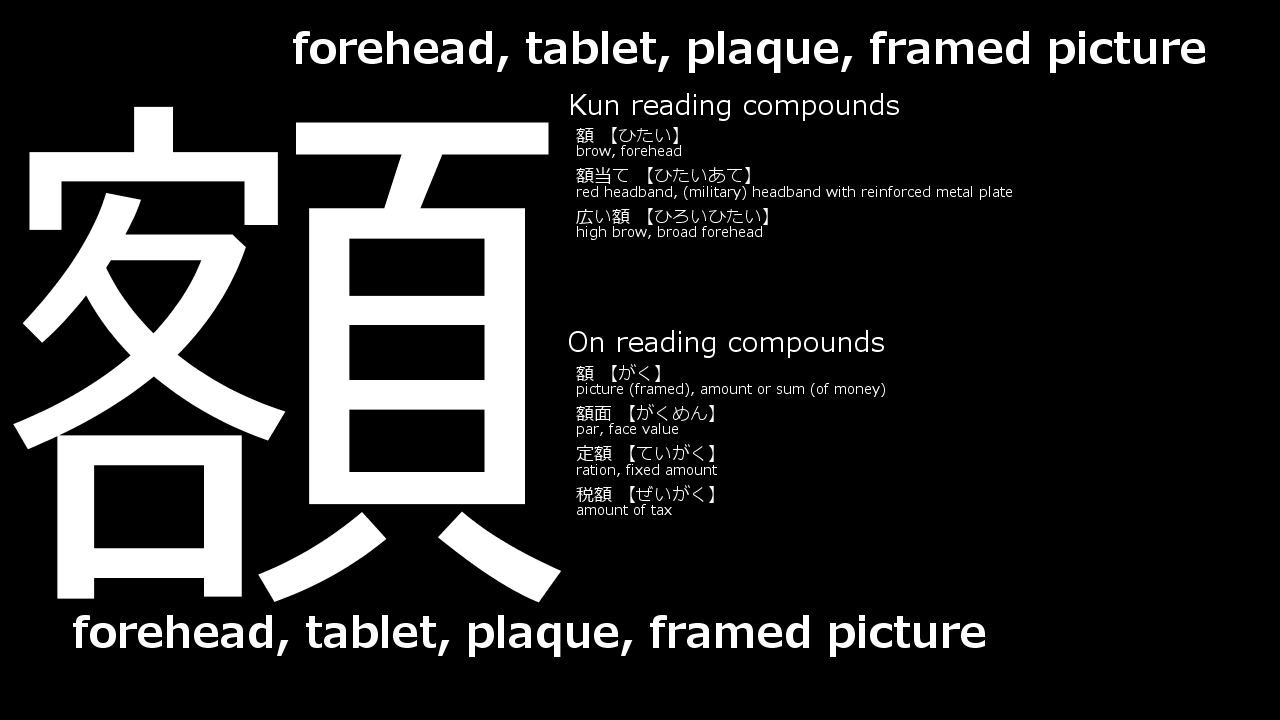 forehead, tablet, plaque, framed picture
額
Kun reading compounds
額 【ひたい】
brow, forehead
額当て 【ひたいあて】
red headband, (military) headband with reinforced metal plate
広い額 【ひろいひたい】
high brow, broad forehead
On reading compounds
額 【がく】
picture (framed), amount or sum (of money)
額面 【がくめん】
par, face value
定額 【ていがく】
ration, fixed amount
税額 【ぜいがく】
amount of tax
forehead, tablet, plaque, framed picture